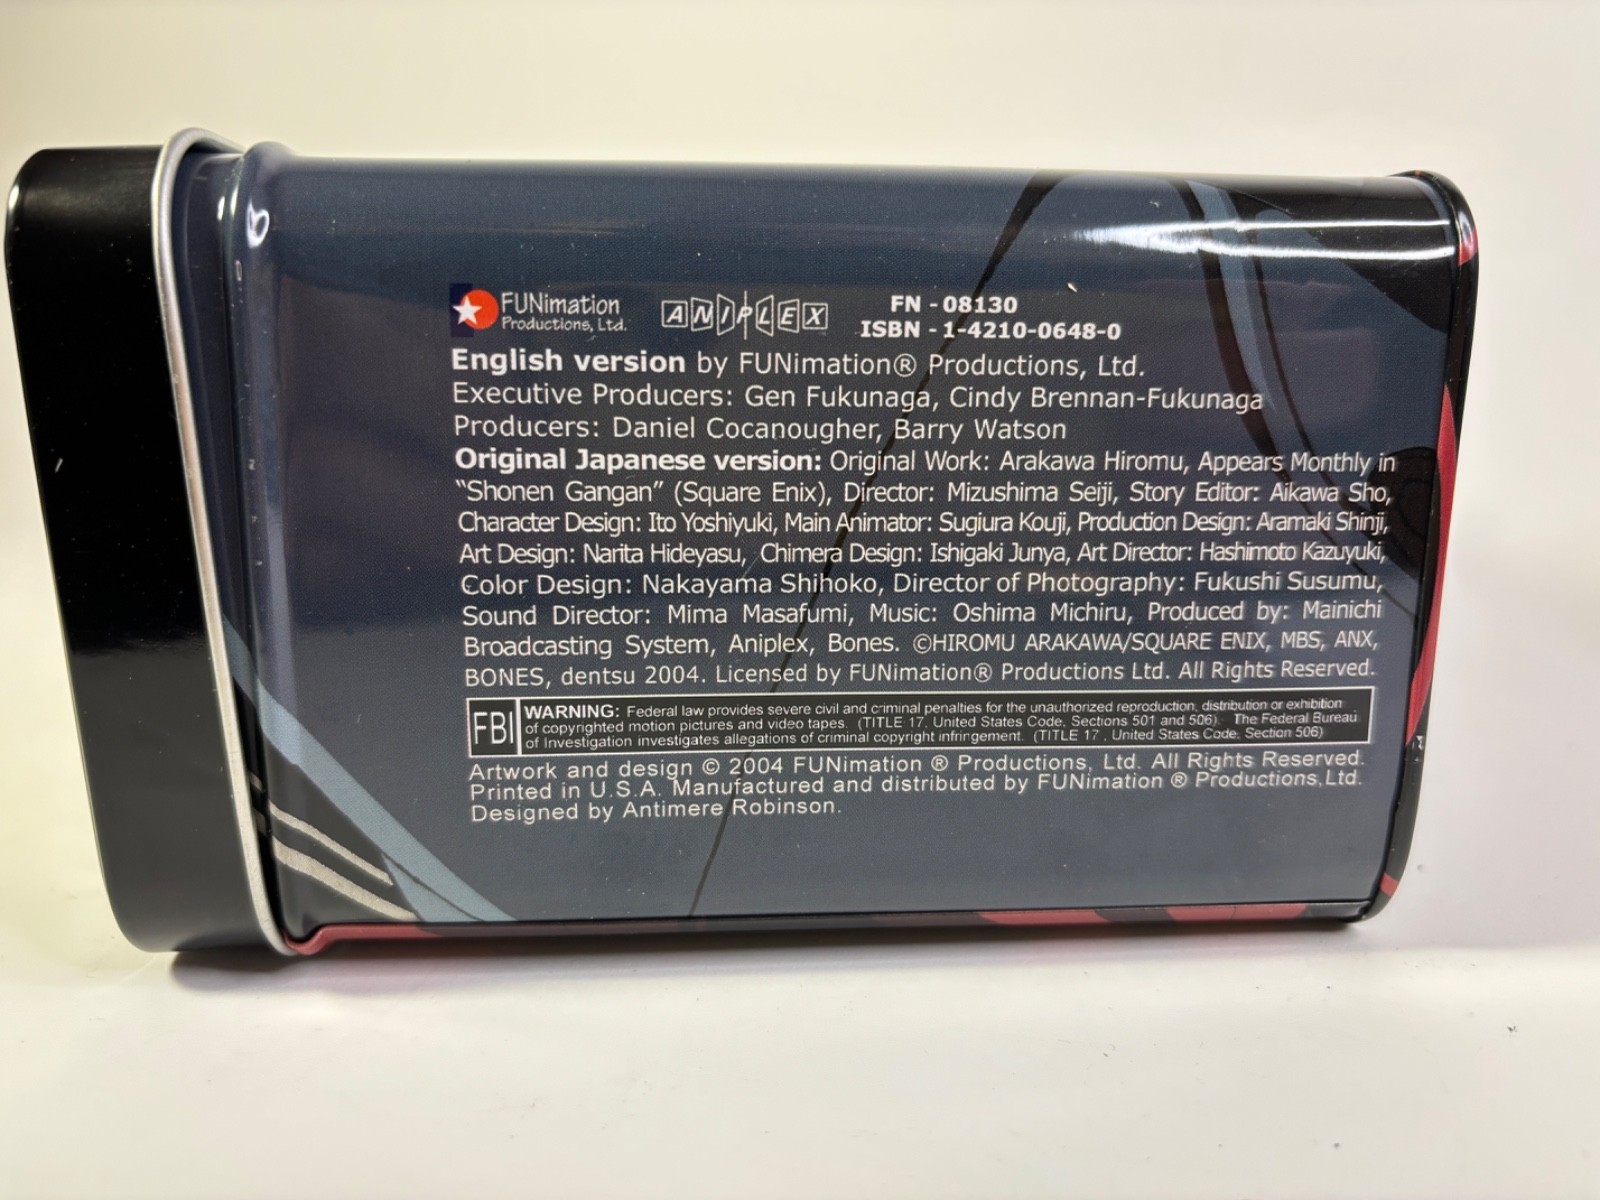 FUNimation
Productions, Ltd.
ANIPLEX
FN - 08130
ISBN - 1-4210-0648-0
English version by FUNimation® Productions, Ltd.
Executive Producers: Gen Fukunaga, Cindy Brennan-Fukunaga
Producers: Daniel Cocanougher, Barry Watson
Original Japanese version: Original Work: Arakawa Hiromu, Appears Monthly in
“Shonen Gangan” (Square Enix), Director: Mizushima Seiji, Story Editor: Aikawa Sho,
Character Design: Ito Yoshiyuki, Main Animator: Sugiura Kouji, Production Design: Aramaki Shinji,
Art Design: Narita Hideyasu, Chimera Design: Ishigaki Junya, Art Director: Hashimoto Kazuyuki,
Color Design: Nakayama Shihoko, Director of Photography: Fukushi Susumu,
Sound Director: Mima Masafumi, Music: Oshima Michiru, Produced by: Mainichi
Broadcasting System, Aniplex, Bones. ©HIROMU ARAKAWA/SQUARE ENIX, MBS, ANX,
BONES, dentsu 2004. Licensed by FUNimation® Productions Ltd. All Rights Reserved.
FBI
WARNING: Federal law provides severe civil and criminal penalties for the unauthorized reproduction, distribution or exhibition
of copyrighted motion pictures and video tapes. (TITLE 17, United States Code, Sections 501 and 506). The Federal Bureau
of Investigation investigates allegations of criminal copyright infringement. (TITLE 17 , United States Code, Section 506)
Artwork and design © 2004 FUNimation ® Productions, Ltd. All Rights Reserved.
Printed in U.S.A. Manufactured and distributed by FUNimation ® Productions,Ltd.
Designed by Antimere Robinson.